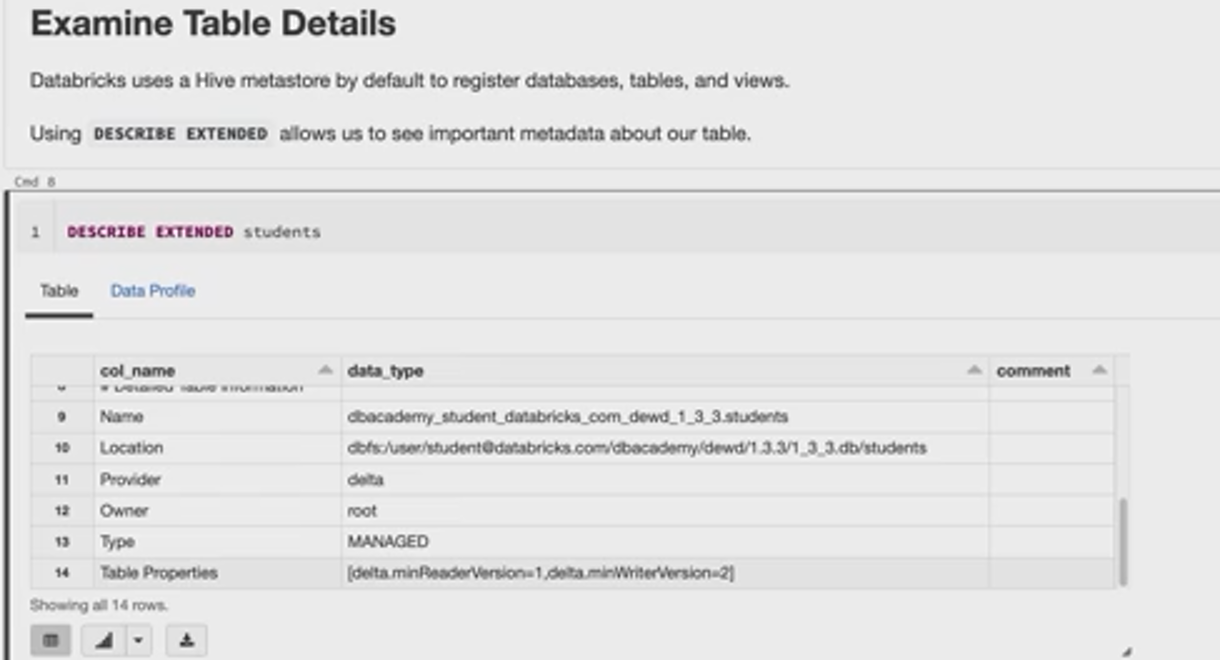 Examine Table Details
Databricks uses a Hive metastore by default to register databases, tables, and views.
Using DESCRIBE EXTENDED allows us to see important metadata about our table.
Cmd 8
1 DESCRIBE EXTENDED students
Table Data Profile
col_name data_type comment
# Detailed Table Information
9 Name dbacademy_student_databricks_com_dewd_1_3_3.students
10 Location dbfs:/user/student@databricks.com/dbacademy/dewd/1.3.3/1_3_3.db/students
11 Provider delta
12 Owner root
13 Type MANAGED
14 Table Properties [delta.minReaderVersion=1,delta.minWriterVersion=2]
Showing all 14 rows.